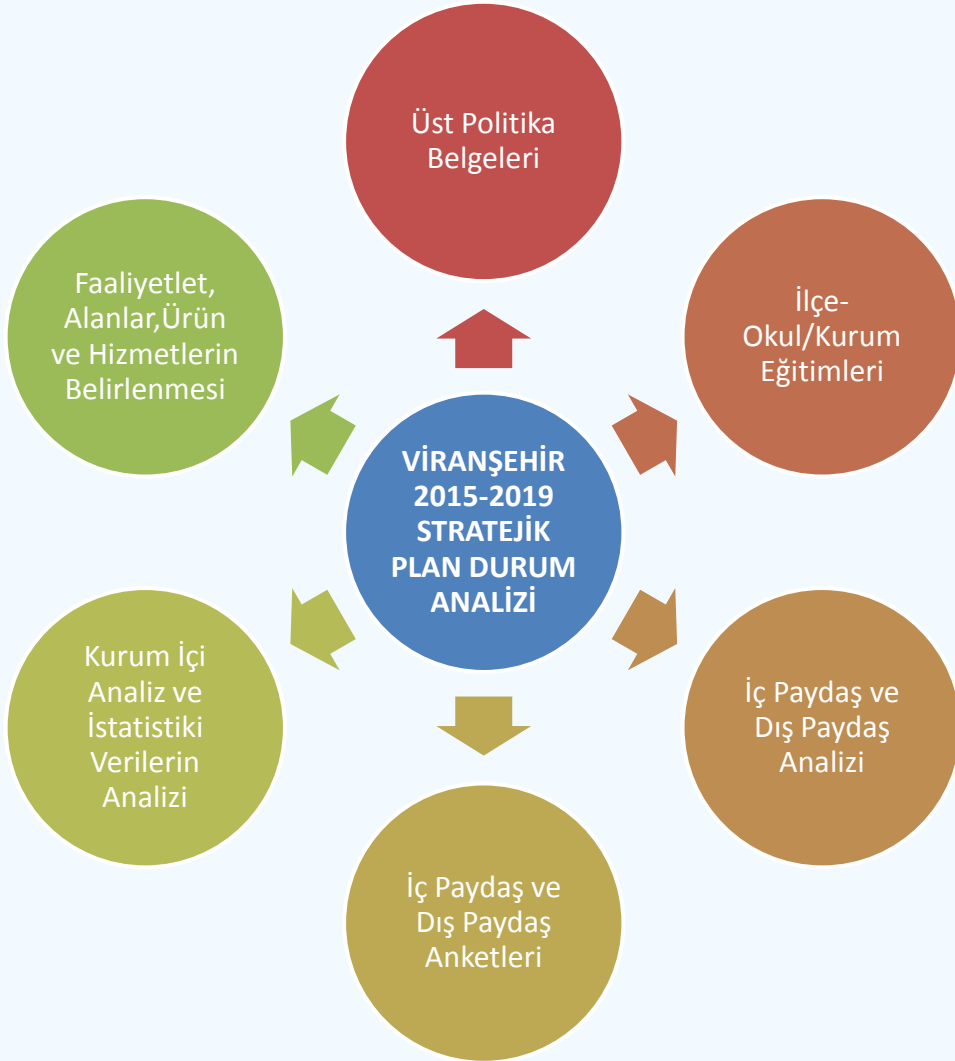 Üst Politika
Belgeleri
İlçe-
Okul/Kurum
Eğitimleri
İç Paydaş ve
Dış Paydaş
Analizi
İç Paydaş ve
Dış Paydaş
Anketleri
Kurum İçi
Analiz ve
İstatistiki
Verilerin
Analizi
Faaliyetlet,
Alanlar,Ürün
ve Hizmetlerin
Belirlenmesi
VİRANŞEHİR
2015-2019
STRATEJİK
PLAN DURUM
ANALİZİ